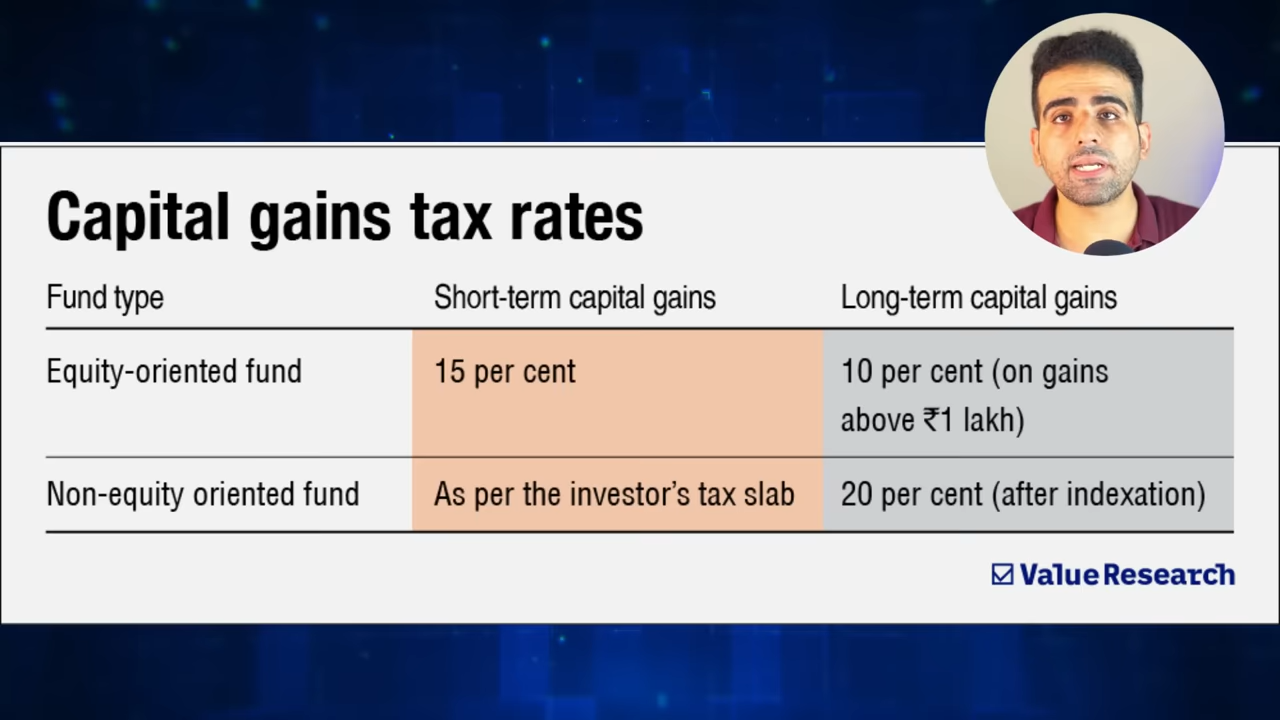 Capital gains tax rates
Fund type Short-term capital gains Long-term capital gains
Equity-oriented fund 15 per cent 10 per cent (on gains
above ₹1 lakh)
Non-equity oriented fund As per the investor's tax slab 20 per cent (after indexation)
ValueResearch